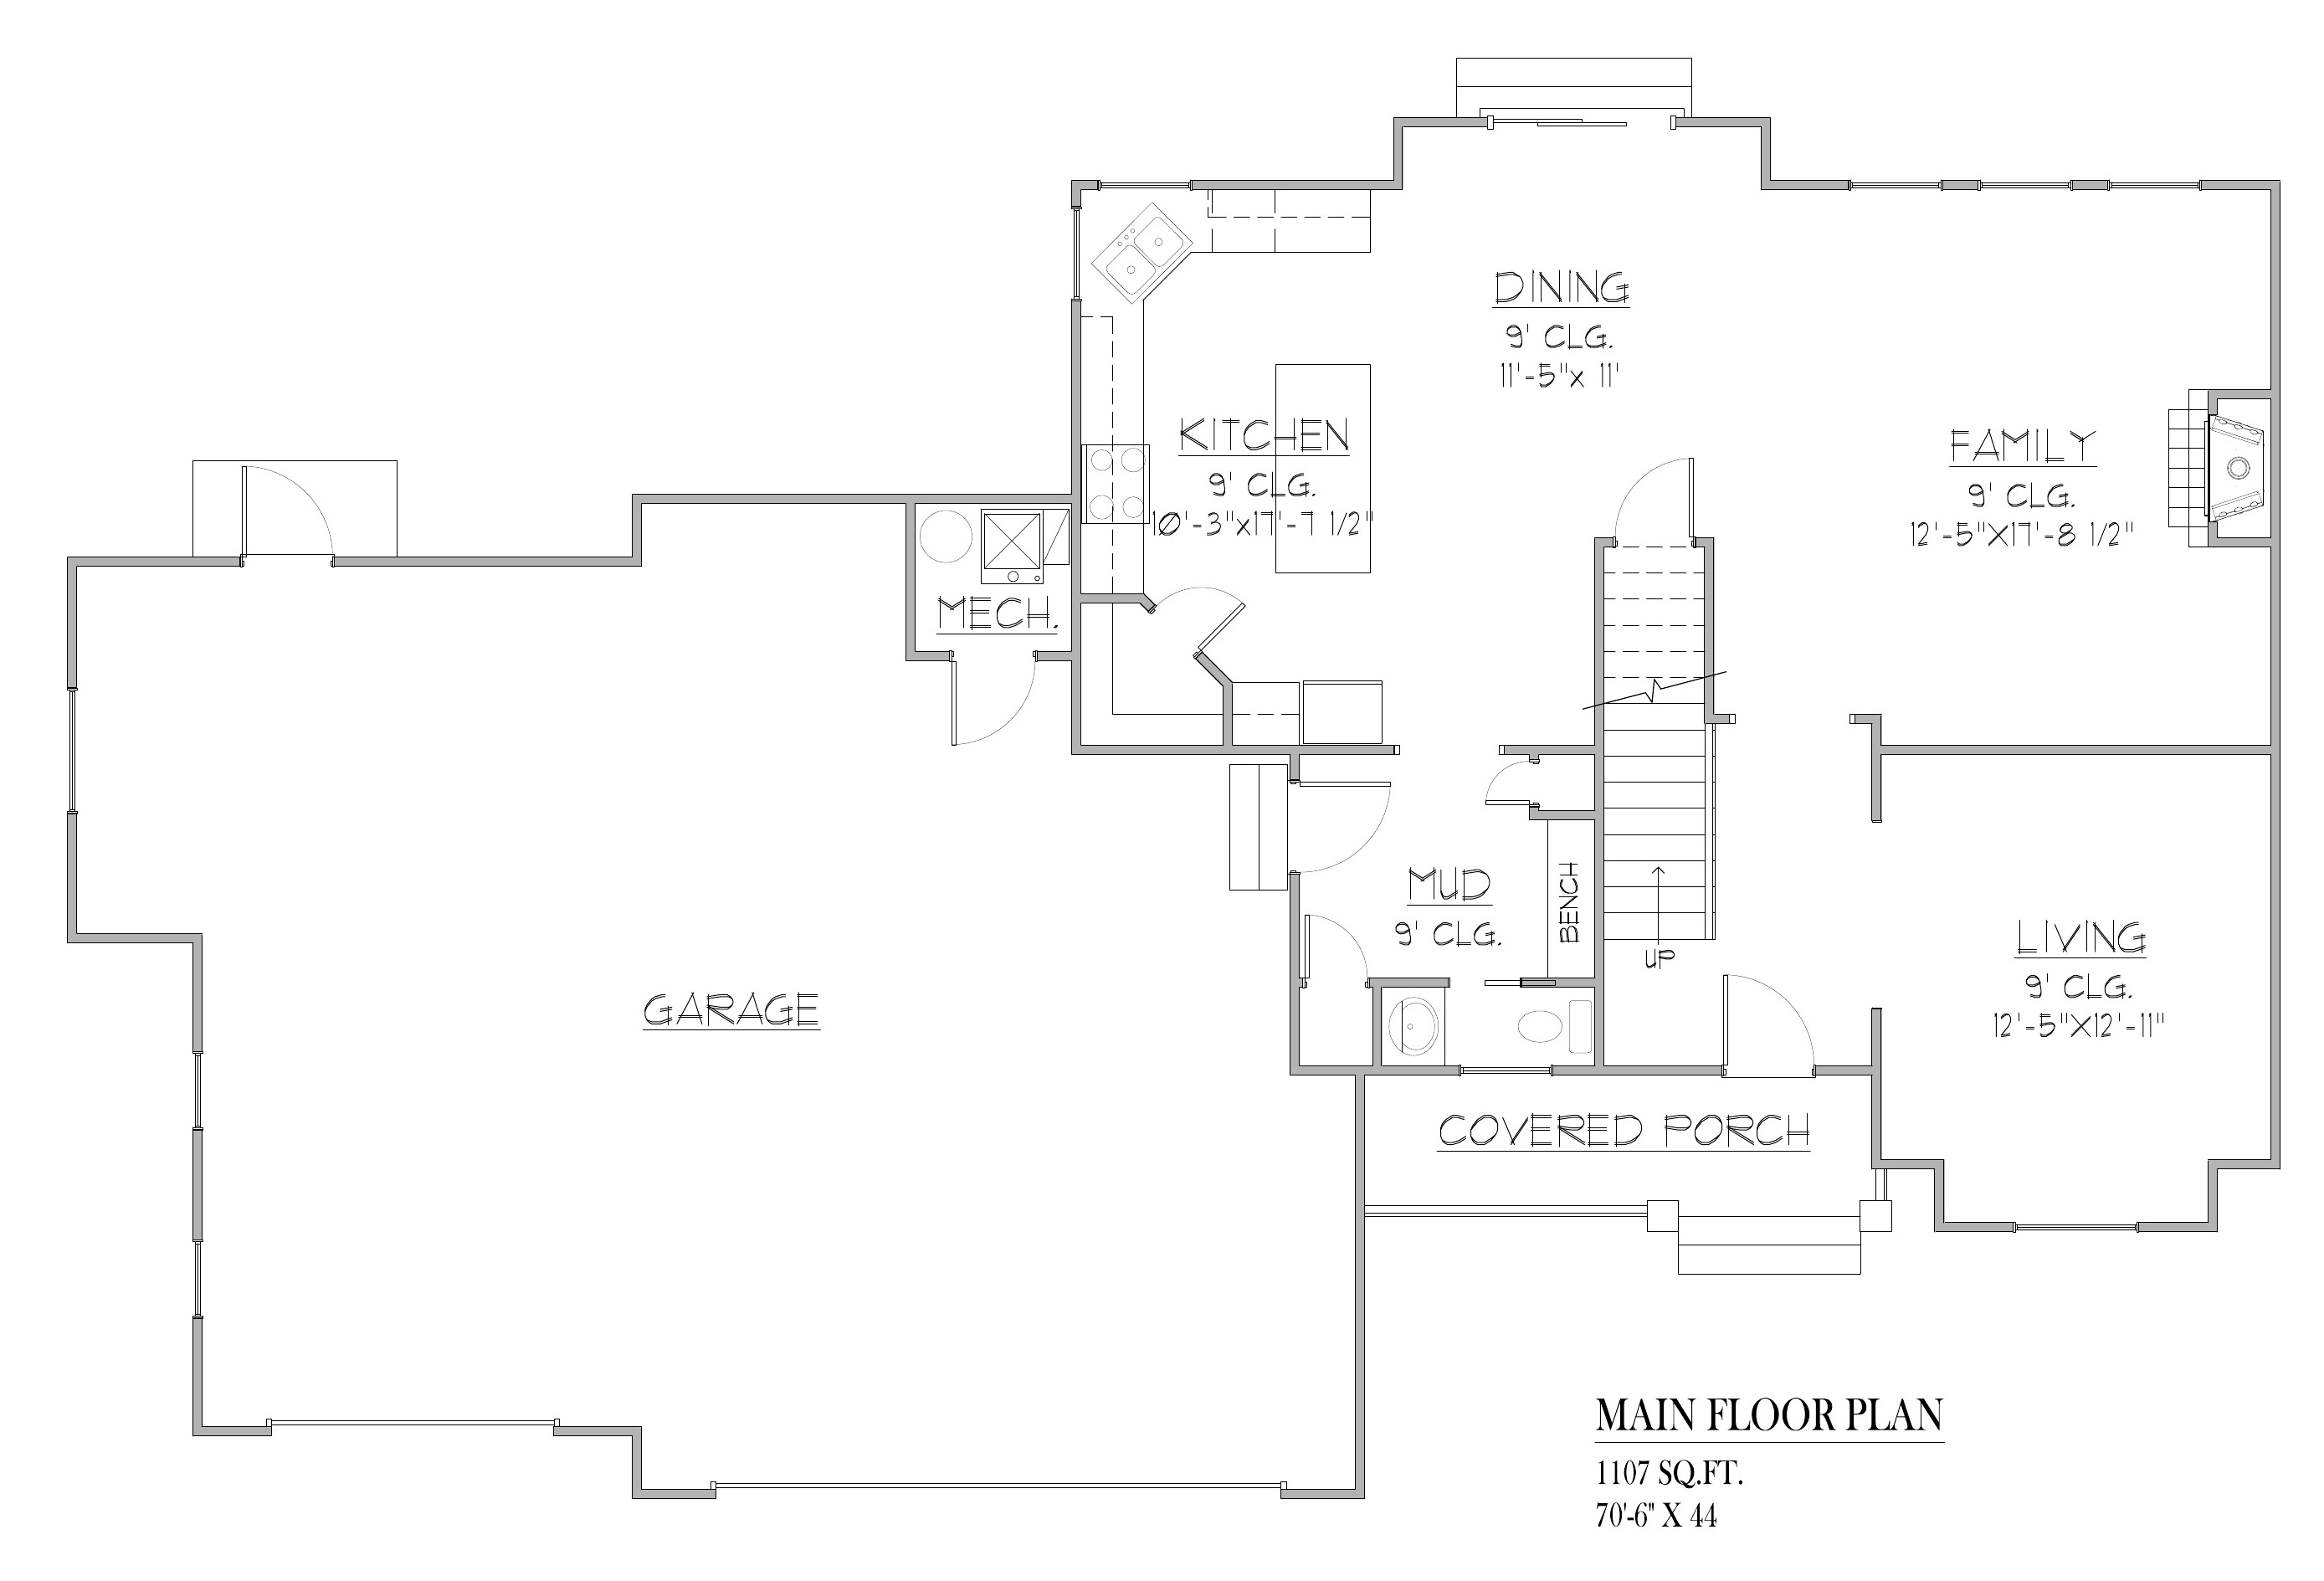 DINING
9' CLG.
11'-5"x 11'
KITCHEN
9' CLG.
10'-3"x17'-7 1/2"
FAMILY
9' CLG.
12'-5"X17'-8 1/2"
MECH.
MUD
9' CLG.
BENCH
UP
LIVING
9' CLG.
12'-5"X12'-11"
GARAGE
COVERED PORCH
MAIN FLOOR PLAN
1107 SQ.FT.
70'-6" X 44